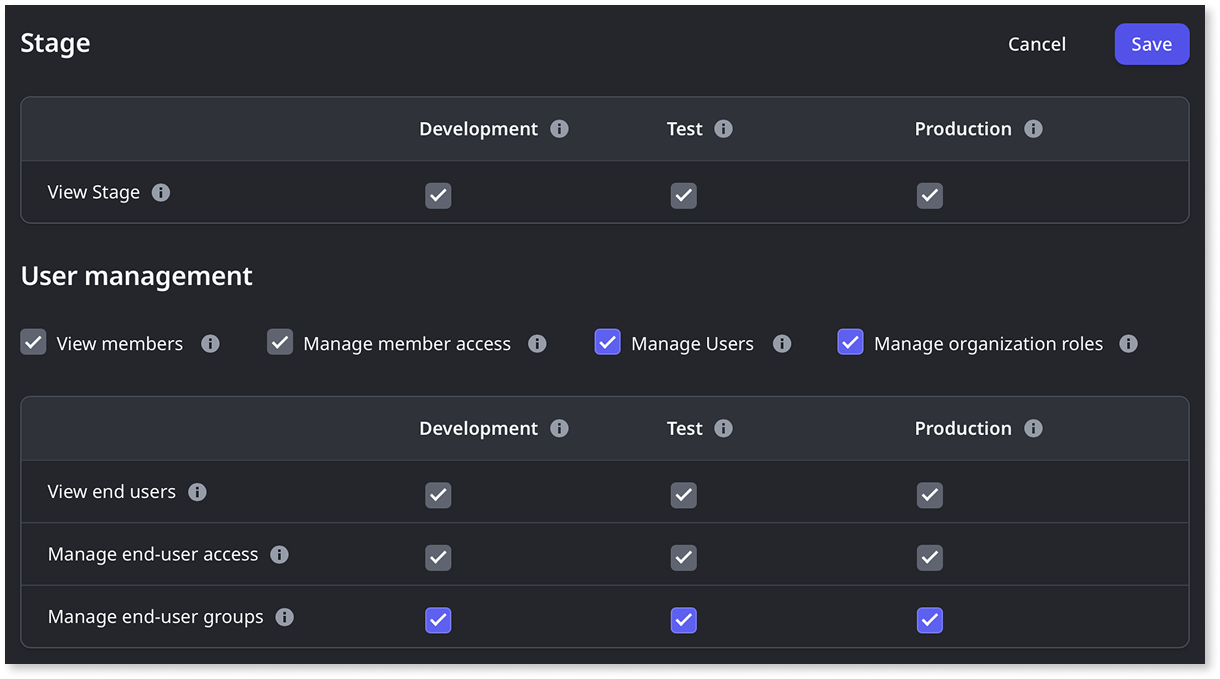 Stage Cancel Save
Development Test Production
View Stage
User management
View members Manage member access Manage Users Manage organization roles
Development Test Production
View end users
Manage end-user access
Manage end-user groups